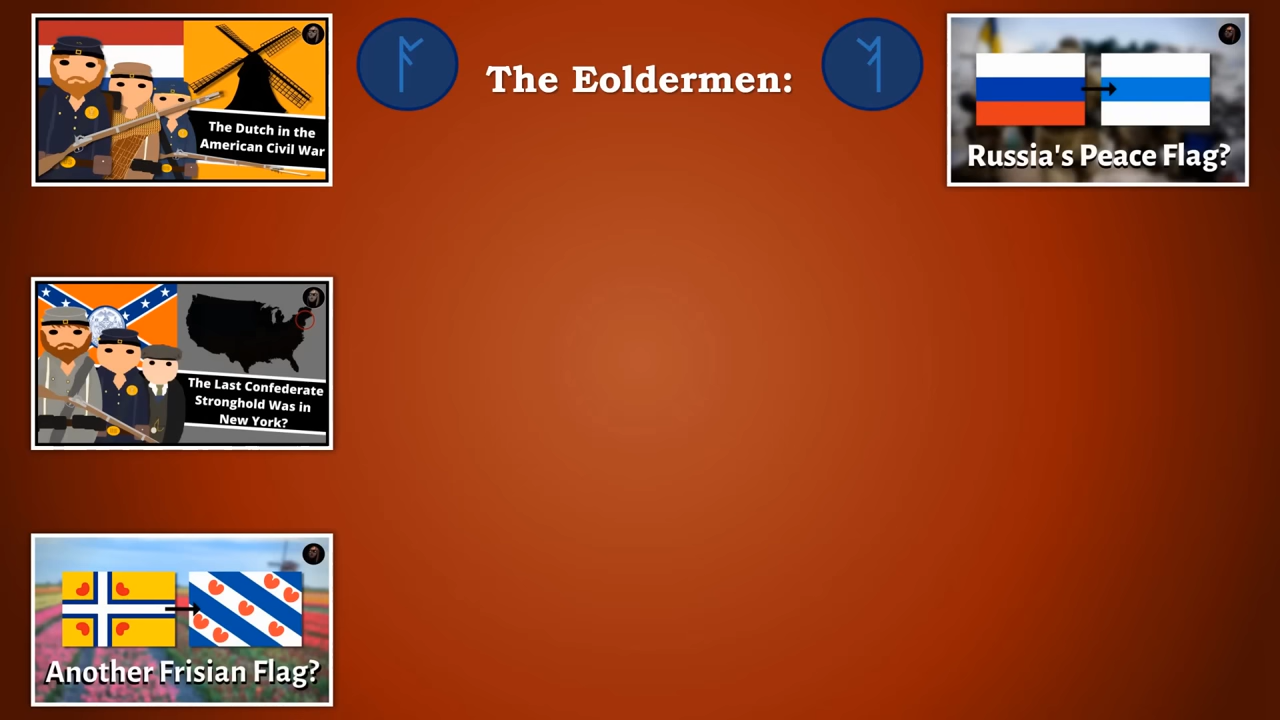 The Dutch in the
American Civil War
ᚩ
The Eoldermen:
Russia's Peace Flag?
The Last Confederate
Stronghold Was in
New York?
Another Frisian Flag?